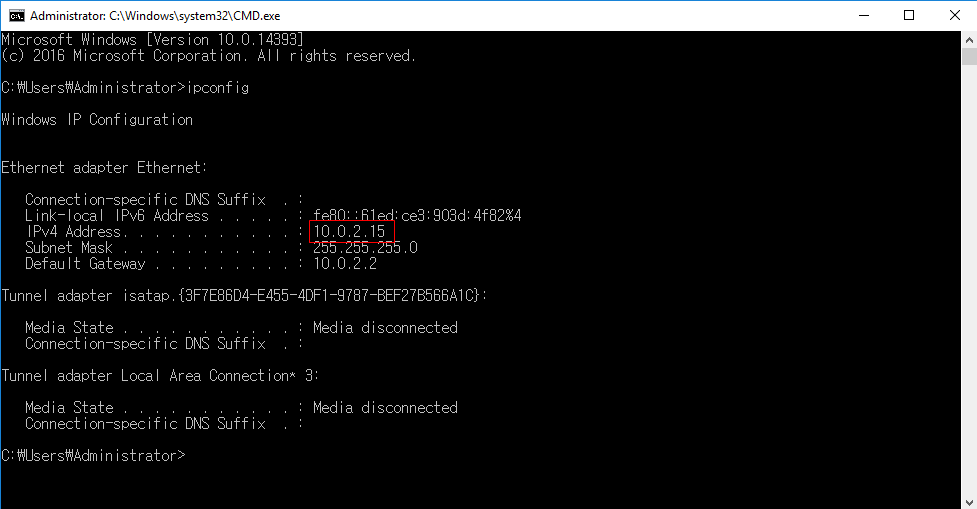 Administrator: C:\Windows\system32\CMD.exe
Microsoft Windows [Version 10.0.14393]
(c) 2016 Microsoft Corporation. All rights reserved.
C:₩Users₩Administrator>ipconfig
Windows IP Configuration
Ethernet adapter Ethernet:
Connection-specific DNS Suffix  . :
Link-local IPv6 Address . . . . . : fe80::61ed:ce3:903d:4f82%4
IPv4 Address. . . . . . . . . . . : 10.0.2.15
Subnet Mask . . . . . . . . . . . : 255.255.255.0
Default Gateway . . . . . . . . . : 10.0.2.2
Tunnel adapter isatap.{3F7E86D4-E455-4DF1-9787-BEF27B566A1C}:
Media State . . . . . . . . . . . : Media disconnected
Connection-specific DNS Suffix  . :
Tunnel adapter Local Area Connection* 3:
Media State . . . . . . . . . . . : Media disconnected
Connection-specific DNS Suffix  . :
C:₩Users₩Administrator>